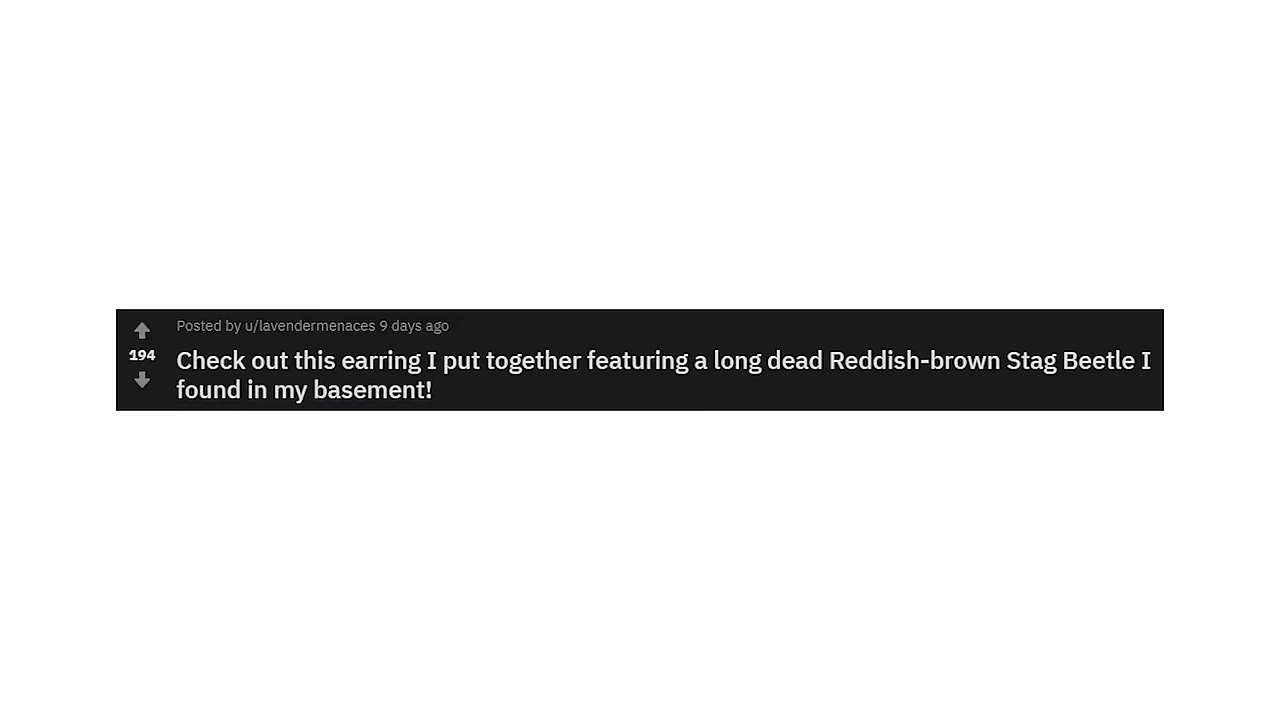 Posted by u/lavendermenaces 9 days ago
194
Check out this earring I put together featuring a long dead Reddish-brown Stag Beetle I
found in my basement!